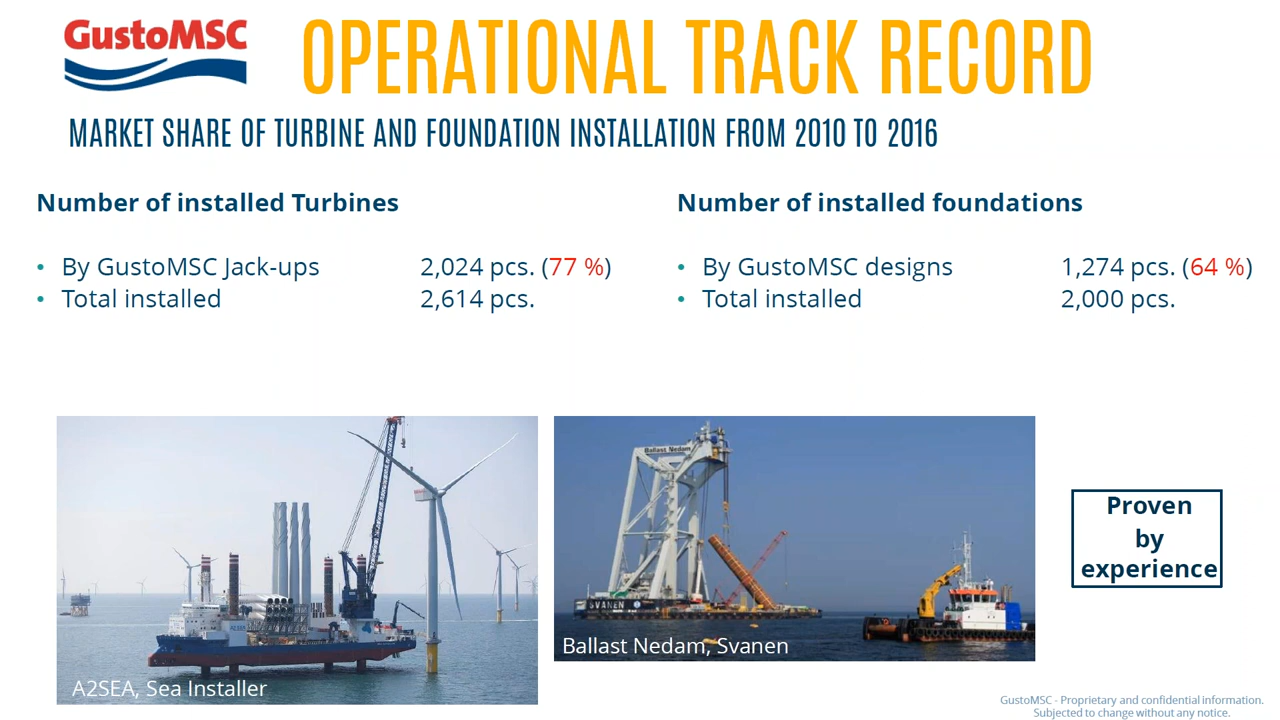 GustoMSC
OPERATIONAL TRACK RECORD
MARKET SHARE OF TURBINE AND FOUNDATION INSTALLATION FROM 2010 TO 2016
Number of installed Turbines
• By GustoMSC Jack-ups 2,024 pcs. (77 %)
• Total installed 2,614 pcs.
Number of installed foundations
• By GustoMSC designs 1,274 pcs. (64 %)
• Total installed 2,000 pcs.
A2SEA, Sea Installer
Ballast Nedam
SVANEN
Ballast Nedam, Svanen
Proven
by
experience
GustoMSC - Proprietary and confidential information.
Subjected to change without any notice.